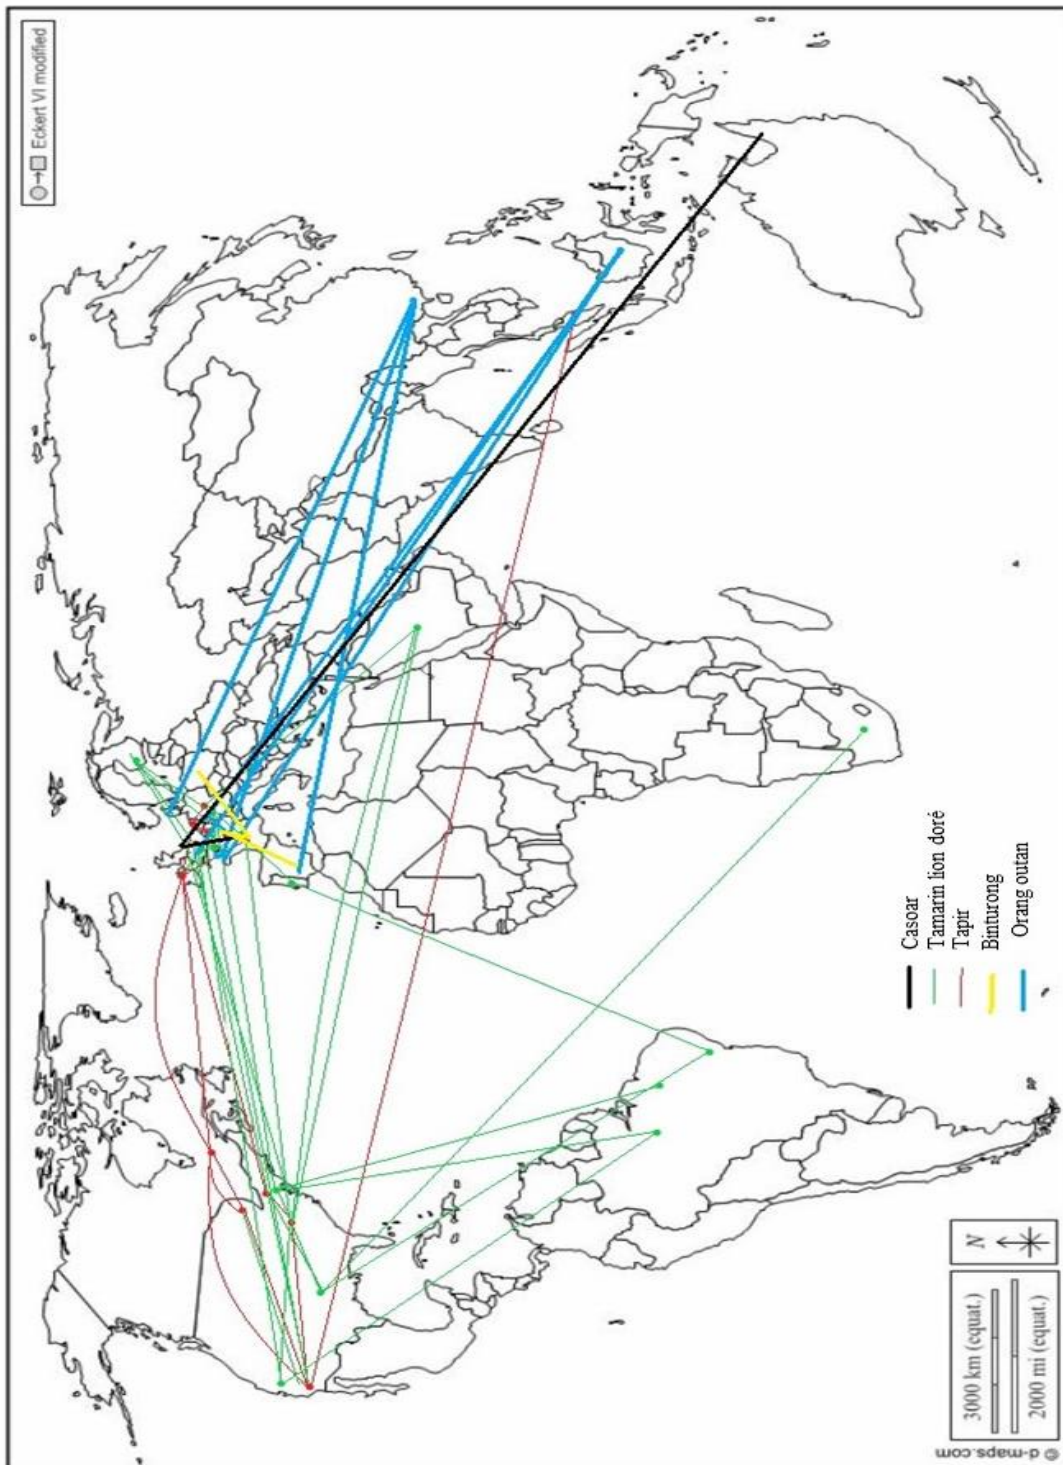 Eckert VI modified
Casoar
Tamarin lion doré
Tapir
Binturong
Orang outan
N
3000 km (equat.)
2000 mi (equat.)
© d-maps.com